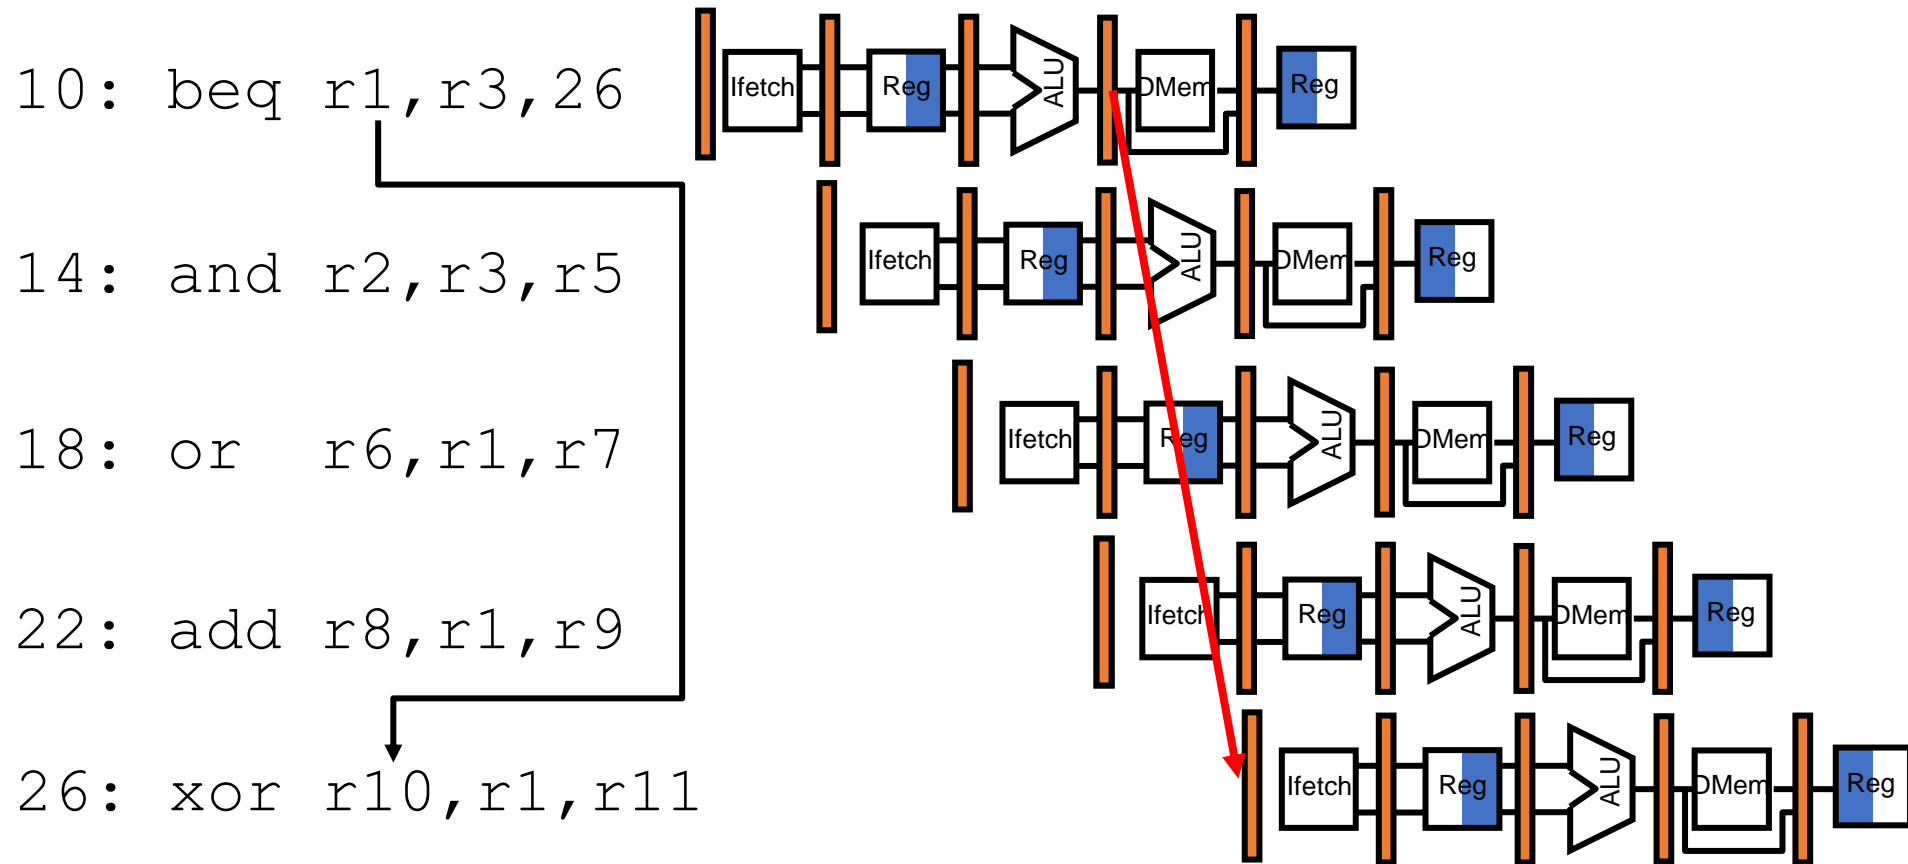 10: beq r1,r3,26
Ifetch Reg ALU DMem Reg
14: and r2,r3,r5
Ifetch Reg ALU DMem Reg
18: or  r6,r1,r7
Ifetch Reg ALU DMem Reg
22: add r8,r1,r9
Ifetch Reg ALU DMem Reg
26: xor r10,r1,r11
Ifetch Reg ALU DMem Reg